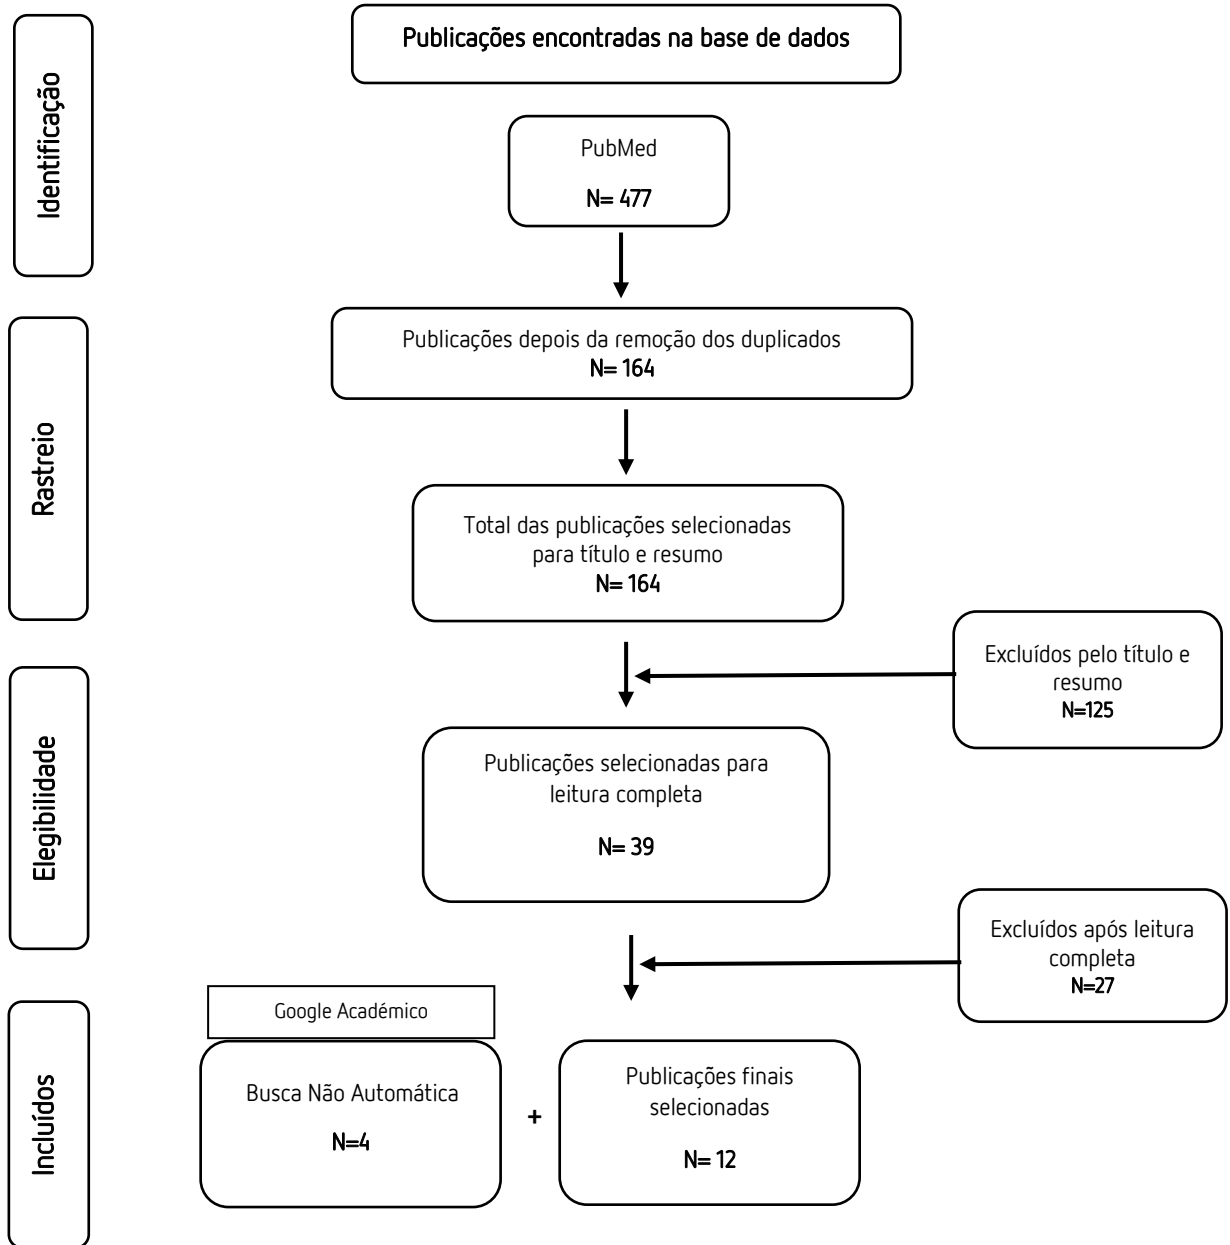 Identificação
Publicações encontradas na base de dados
PubMed
N= 477
Rastreio
Publicações depois da remoção dos duplicados
N= 164
Total das publicações selecionadas
para título e resumo
N= 164
Excluídos pelo título e
resumo
N=125
Elegibilidade
Publicações selecionadas para
leitura completa
N= 39
Excluídos após leitura
completa
N=27
Incluídos
Google Académico
Busca Não Automática
N=4
+
Publicações finais
selecionadas
N= 12